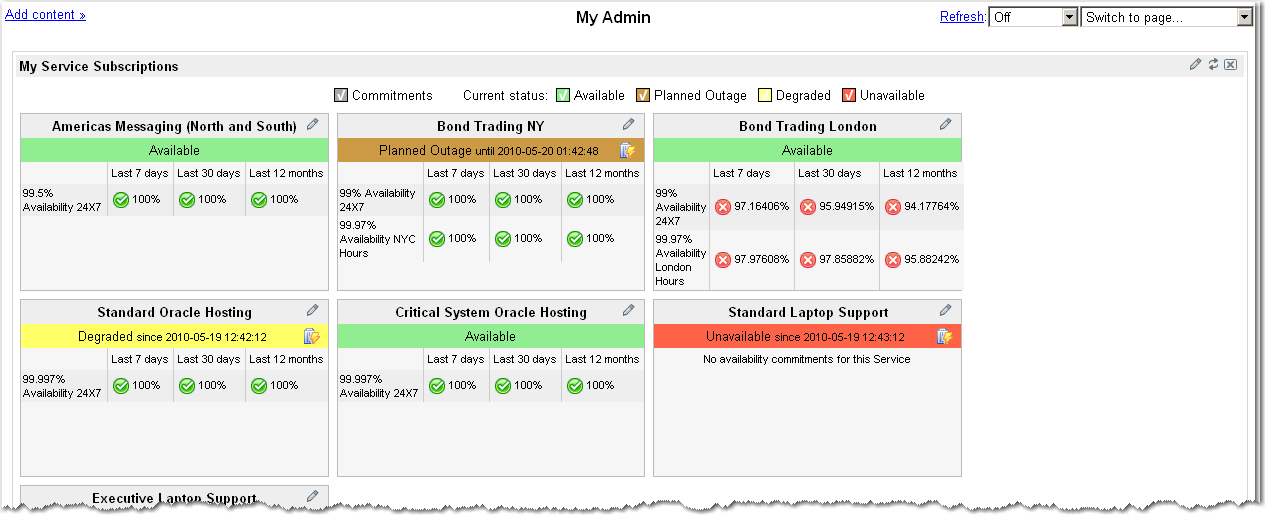 Add content »
My Admin
Refresh: Off Switch to page...
My Service Subscriptions
Commitments Current status: Available Planned Outage Degraded Unavailable
Americas Messaging (North and South)
Available
Last 7 days Last 30 days Last 12 months
99.5%
Availability 24X7
100% 100% 100%
Bond Trading NY
Planned Outage until 2010-05-20 01:42:48
Last 7 days Last 30 days Last 12 months
99% Availability
24X7
100% 100% 100%
99.97%
Availability NYC
Hours
100% 100% 100%
Bond Trading London
Available
Last 7 days Last 30 days Last 12 months
99%
Availability
24X7
97.16406% 95.94915% 94.17764%
99.97%
Availability
London
Hours
97.97608% 97.85882% 95.88242%
Standard Oracle Hosting
Degraded since 2010-05-19 12:42:12
Last 7 days Last 30 days Last 12 months
99.997%
Availability 24X7
100% 100% 100%
Critical System Oracle Hosting
Available
Last 7 days Last 30 days Last 12 months
99.997%
Availability 24X7
100% 100% 100%
Standard Laptop Support
Unavailable since 2010-05-19 12:43:12
No availability commitments for this Service
Executive Laptop Support